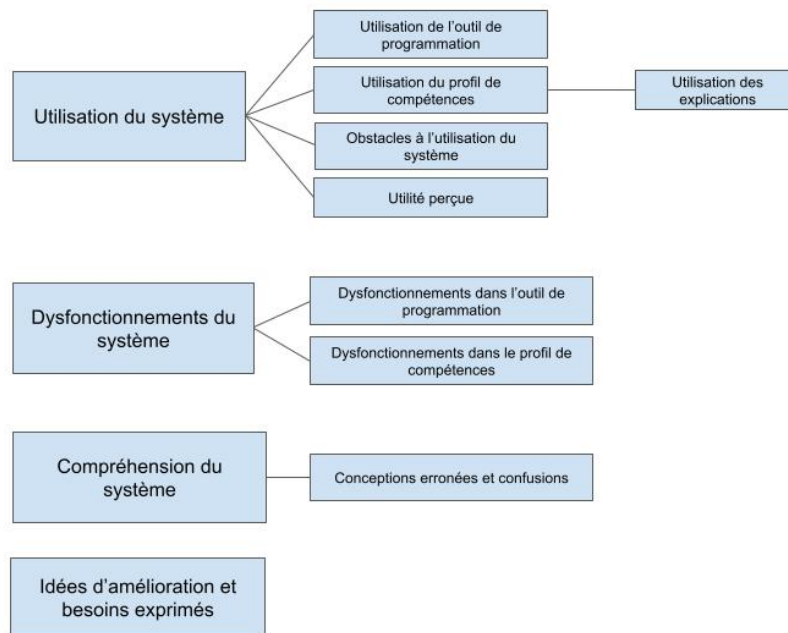 Utilisation du système
Utilisation de l'outil de
programmation
Utilisation du profil de
compétences
Utilisation des
explications
Obstacles à l'utilisation du
système
Utilité perçue
Dysfonctionnements du
système
Dysfonctionnements dans l'outil de
programmation
Dysfonctionnements dans le profil de
compétences
Compréhension du
système
Conceptions erronées et confusions
Idées d'amélioration et
besoins exprimés